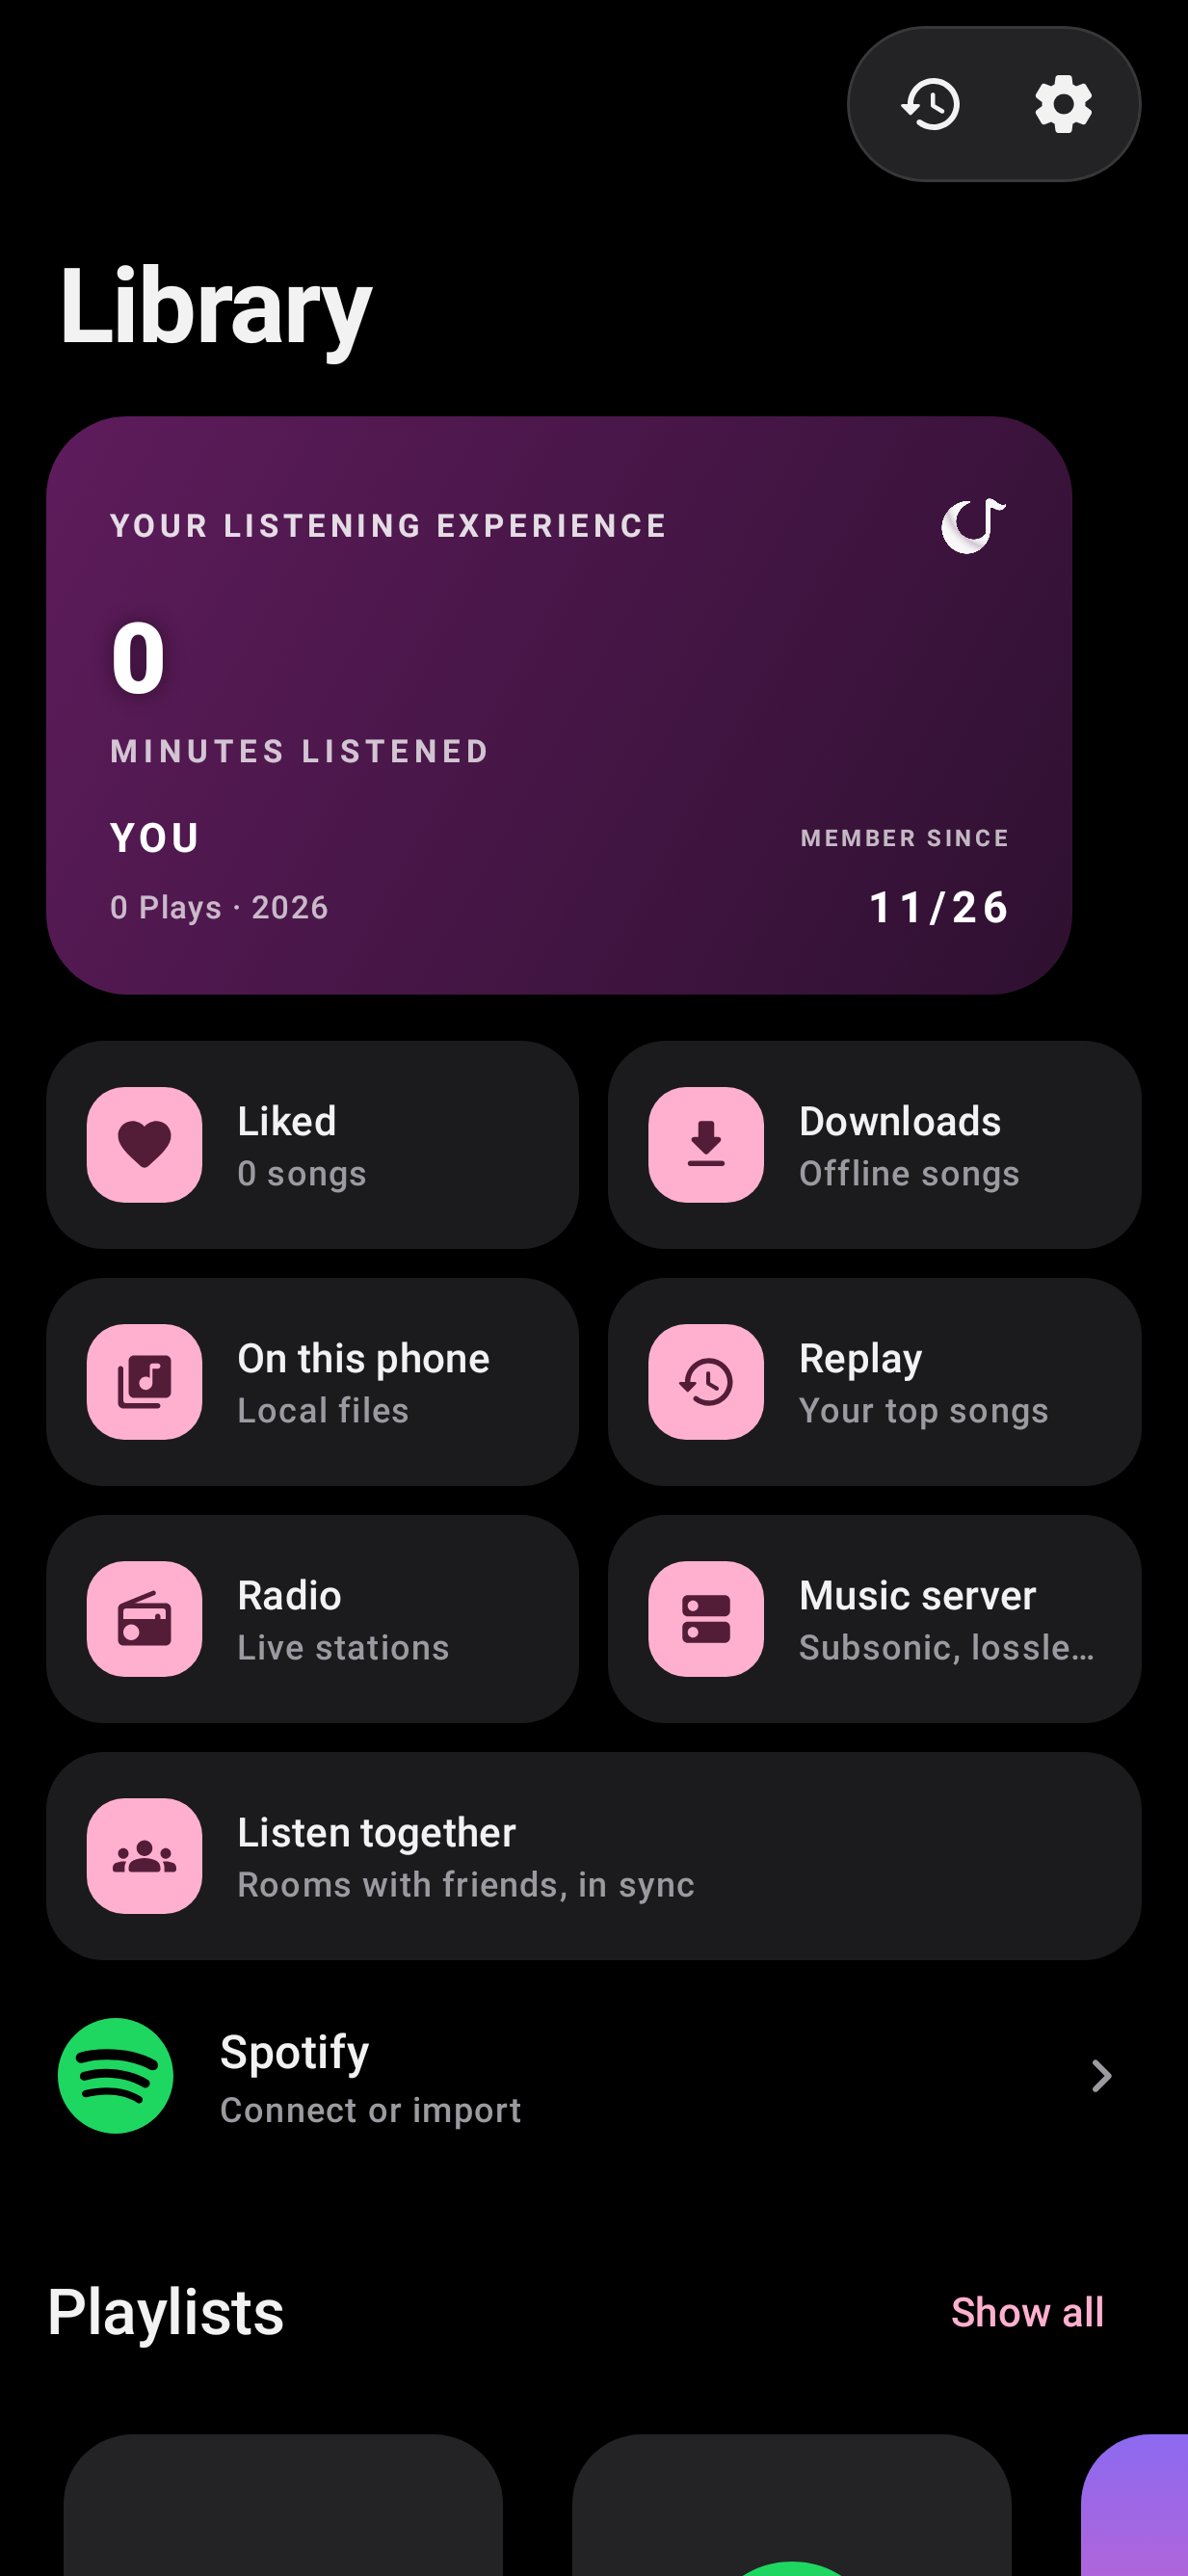 Library
YOUR LISTENING EXPERIENCE
0
MINUTES LISTENED
YOU
MEMBER SINCE
0 Plays · 2026
11/26
Liked
0 songs
Downloads
Offline songs
On this phone
Local files
Replay
Your top songs
Radio
Live stations
Music server
Subsonic, lossle…
Listen together
Rooms with friends, in sync
Spotify
Connect or import
Playlists
Show all